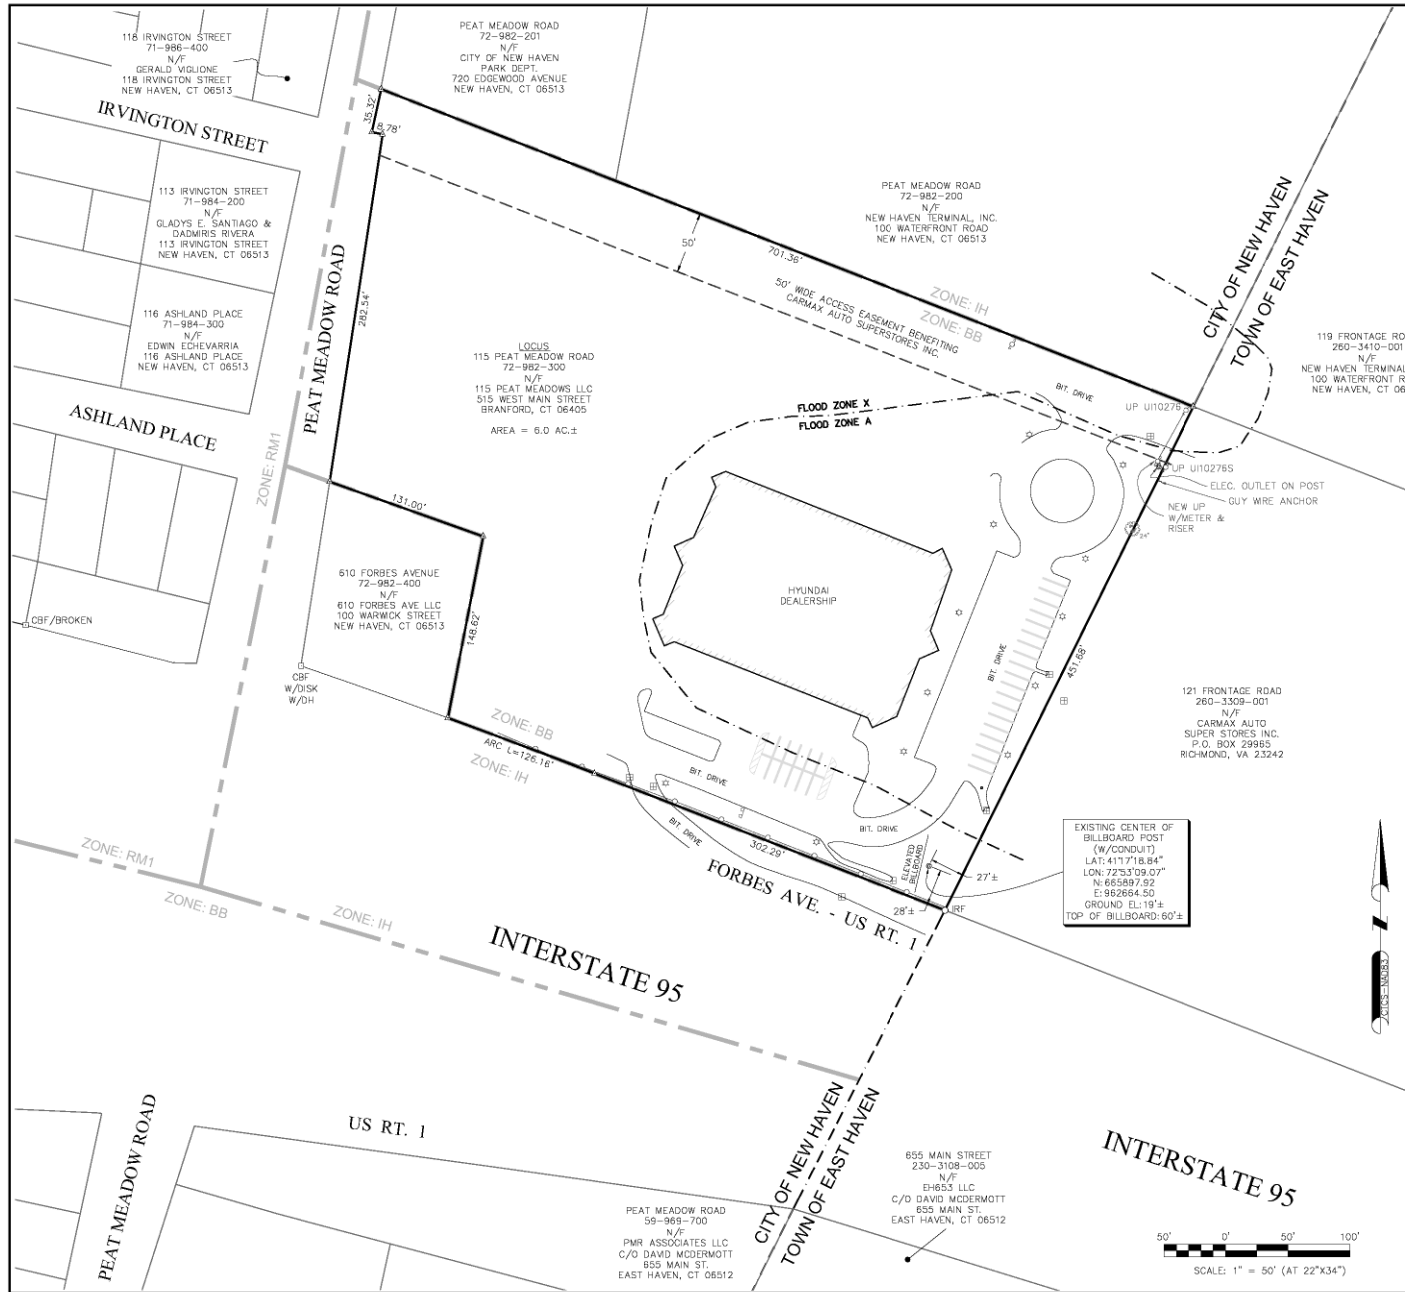 118 IRVINGTON STREET
71-986-400
N/F
GERALD VIGLIONE
118 IRVINGTON STREET
NEW HAVEN, CT 06513
PEAT MEADOW ROAD
72-982-201
N/F
CITY OF NEW HAVEN
PARK DEPT.
720 EDGEWOOD AVENUE
NEW HAVEN, CT 06513
IRVINGTON STREET
35.32'
8.78'
113 IRVINGTON STREET
71-984-200
N/F
GLADYS E. SANTIAGO &
DADMIRIS RIVERA
113 IRVINGTON STREET
NEW HAVEN, CT 06513
PEAT MEADOW ROAD
72-982-200
N/F
NEW HAVEN TERMINAL, INC.
100 WATERFRONT ROAD
NEW HAVEN, CT 06513
CITY OF NEW HAVEN
TOWN OF EAST HAVEN
50'
701.36'
50' WIDE ACCESS EASEMENT BENEFITING
CARMAX AUTO SUPERSTORES INC.
ZONE: IH
ZONE: BB
PEAT MEADOW ROAD
282.54'
116 ASHLAND PLACE
71-984-300
N/F
EDWIN ECHEVARRIA
116 ASHLAND PLACE
NEW HAVEN, CT 06513
LOCUS
115 PEAT MEADOW ROAD
72-982-300
N/F
115 PEAT MEADOWS LLC
515 WEST MAIN STREET
BRANFORD, CT 06405
AREA = 6.0 AC.±
119 FRONTAGE RO
260-3410-001
N/F
NEW HAVEN TERMINAL
100 WATERFRONT R
NEW HAVEN, CT 06
ASHLAND PLACE
ZONE: RM1
FLOOD ZONE X
FLOOD ZONE A
BIT. DRIVE
UP UI10276
UP UI10276S
ELEC. OUTLET ON POST
GUY WIRE ANCHOR
NEW UP
W/METER &
RISER
24"
131.00'
148.62'
610 FORBES AVENUE
72-982-400
N/F
610 FORBES AVE LLC
100 WARWICK STREET
NEW HAVEN, CT 06513
HYUNDAI
DEALERSHIP
CBF/BROKEN
CBF
W/DISK
W/DH
BIT. DRIVE
451.68'
121 FRONTAGE ROAD
260-3309-001
N/F
CARMAX AUTO
SUPER STORES INC.
P.O. BOX 29965
RICHMOND, VA 23242
ZONE: BB
ARC L=126.16'
ZONE: IH
BIT. DRIVE
BIT. DRIVE
BIT. DRIVE
302.29'
ELEVATED
BILLBOARD
27'±
28'±
IRF
EXISTING CENTER OF
BILLBOARD POST
(W/CONDUIT)
LAT: 41°17'18.84"
LON: 72°53'09.07"
N: 665897.92
E: 962664.50
GROUND EL: 19'±
TOP OF BILLBOARD: 60'±
FORBES AVE. - US RT. 1
ZONE: RM1
ZONE: BB
ZONE: IH
INTERSTATE 95
CTCS-NAD83
PEAT MEADOW ROAD
US RT. 1
CITY OF NEW HAVEN
TOWN OF EAST HAVEN
655 MAIN STREET
230-3108-005
N/F
EH653 LLC
C/O DAVID MCDERMOTT
655 MAIN ST.
EAST HAVEN, CT 06512
INTERSTATE 95
PEAT MEADOW ROAD
59-969-700
N/F
PMR ASSOCIATES LLC
C/O DAVID MCDERMOTT
655 MAIN ST.
EAST HAVEN, CT 06512
50' 0' 50' 100'
SCALE: 1" = 50' (AT 22"X34")